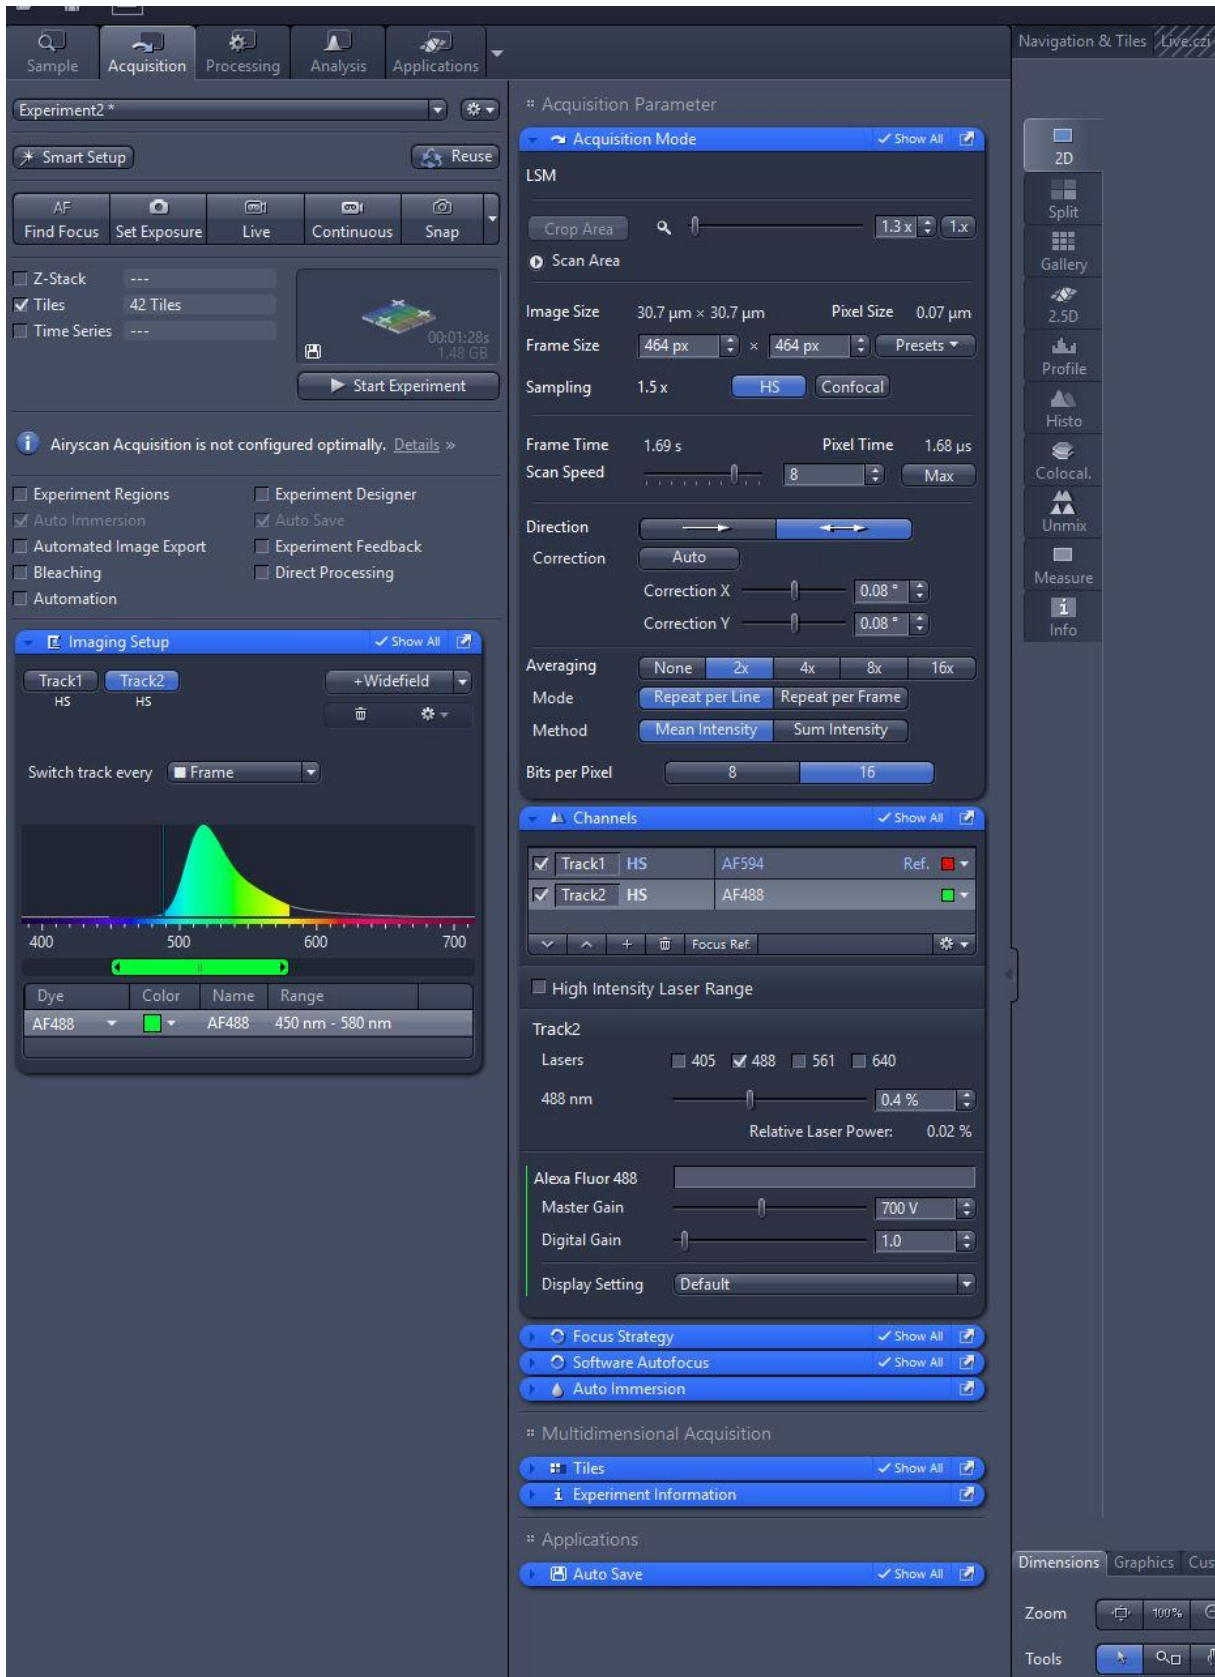 Sample Acquisition Processing Analysis Applications
Experiment2 *
Smart Setup Reuse
AF
Find Focus Set Exposure Live Continuous Snap
Z-Stack ---
Tiles 42 Tiles
Time Series ---
00:01:28s
1.48 GB
Start Experiment
i Airyscan Acquisition is not configured optimally. Details »
Experiment Regions Experiment Designer
Auto Immersion Auto Save
Automated Image Export Experiment Feedback
Bleaching Direct Processing
Automation
Imaging Setup Show All
Track1 Track2 +Widefield
HS HS
Switch track every Frame
400 500 600 700
Dye Color Name Range
AF488 AF488 450 nm - 580 nm
Acquisition Parameter
Acquisition Mode Show All
LSM
Crop Area 1.3 x 1.x
Scan Area
Image Size 30.7 µm × 30.7 µm Pixel Size 0.07 µm
Frame Size 464 px × 464 px Presets
Sampling 1.5 x HS Confocal
Frame Time 1.69 s Pixel Time 1.68 µs
Scan Speed 8 Max
Direction
Correction Auto
Correction X 0.08 °
Correction Y 0.08 °
Averaging None 2x 4x 8x 16x
Mode Repeat per Line Repeat per Frame
Method Mean Intensity Sum Intensity
Bits per Pixel 8 16
Channels Show All
Track1 HS AF594 Ref.
Track2 HS AF488
+ Focus Ref.
High Intensity Laser Range
Track2
Lasers 405 488 561 640
488 nm 0.4 %
Relative Laser Power: 0.02 %
Alexa Fluor 488
Master Gain 700 V
Digital Gain 1.0
Display Setting Default
Focus Strategy Show All
Software Autofocus Show All
Auto Immersion
Multidimensional Acquisition
Tiles Show All
i Experiment Information
Applications
Auto Save Show All
Navigation & Tiles Live.czi
2D
Split
Gallery
2.5D
Profile
Histo
Colocal.
Unmix
Measure
i
Info
Dimensions Graphics Cus
Zoom 100%
Tools